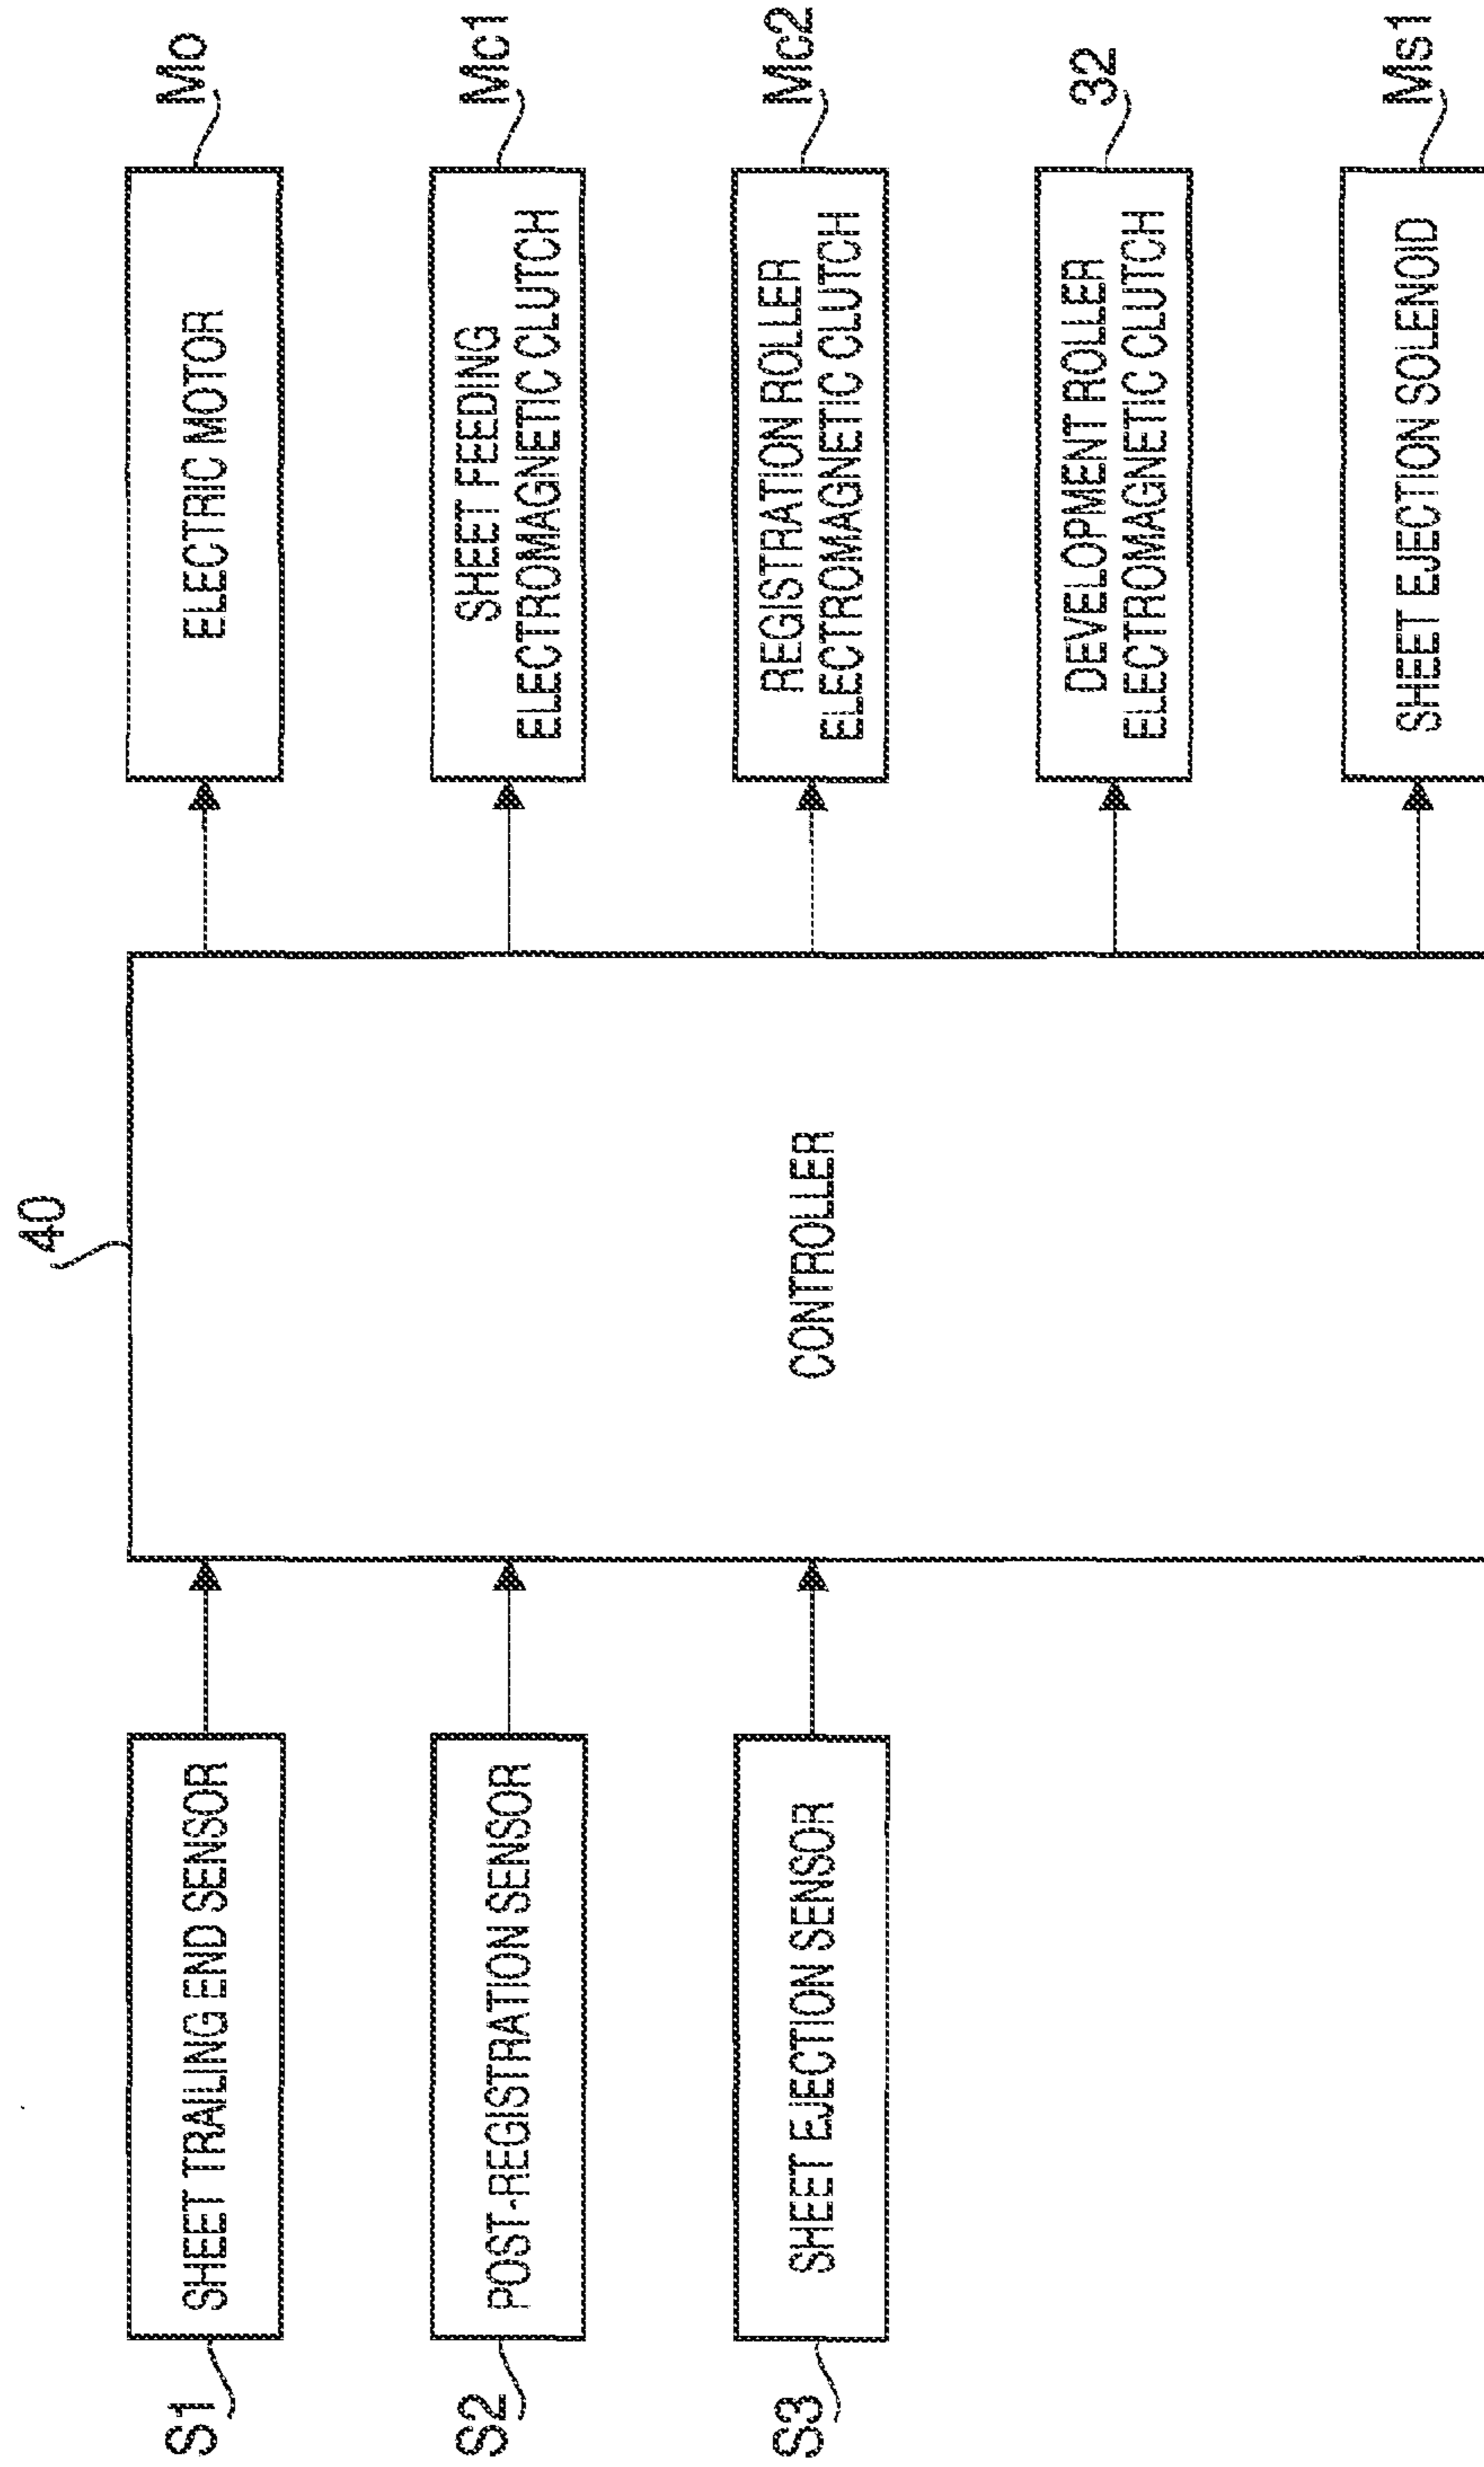 40
S1
SHEET TRAILING END SENSOR
S2
POST-REGISTRATION SENSOR
S3
SHEET EJECTION SENSOR
CONTROLLER
ELECTRIC MOTOR
Mo
SHEET FEEDING
ELECTROMAGNETIC CLUTCH
Mc1
REGISTRATION ROLLER
ELECTROMAGNETIC CLUTCH
Mc2
DEVELOPMENT ROLLER
ELECTROMAGNETIC CLUTCH
32
SHEET EJECTION SOLENOID
Ms1